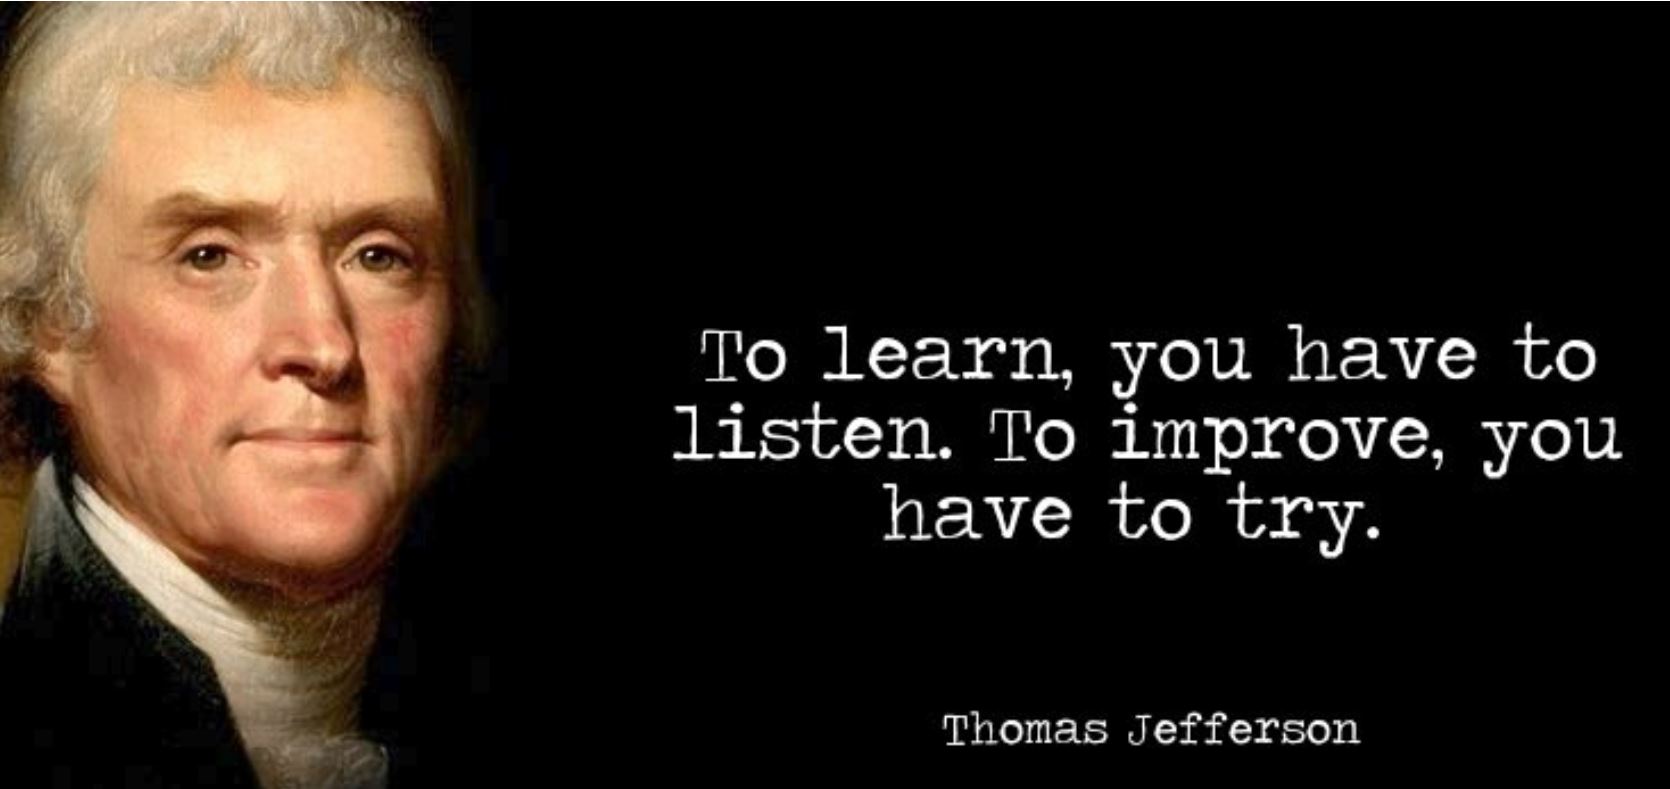 To learn, you have to
listen. To improve, you
have to try.
Thomas Jefferson